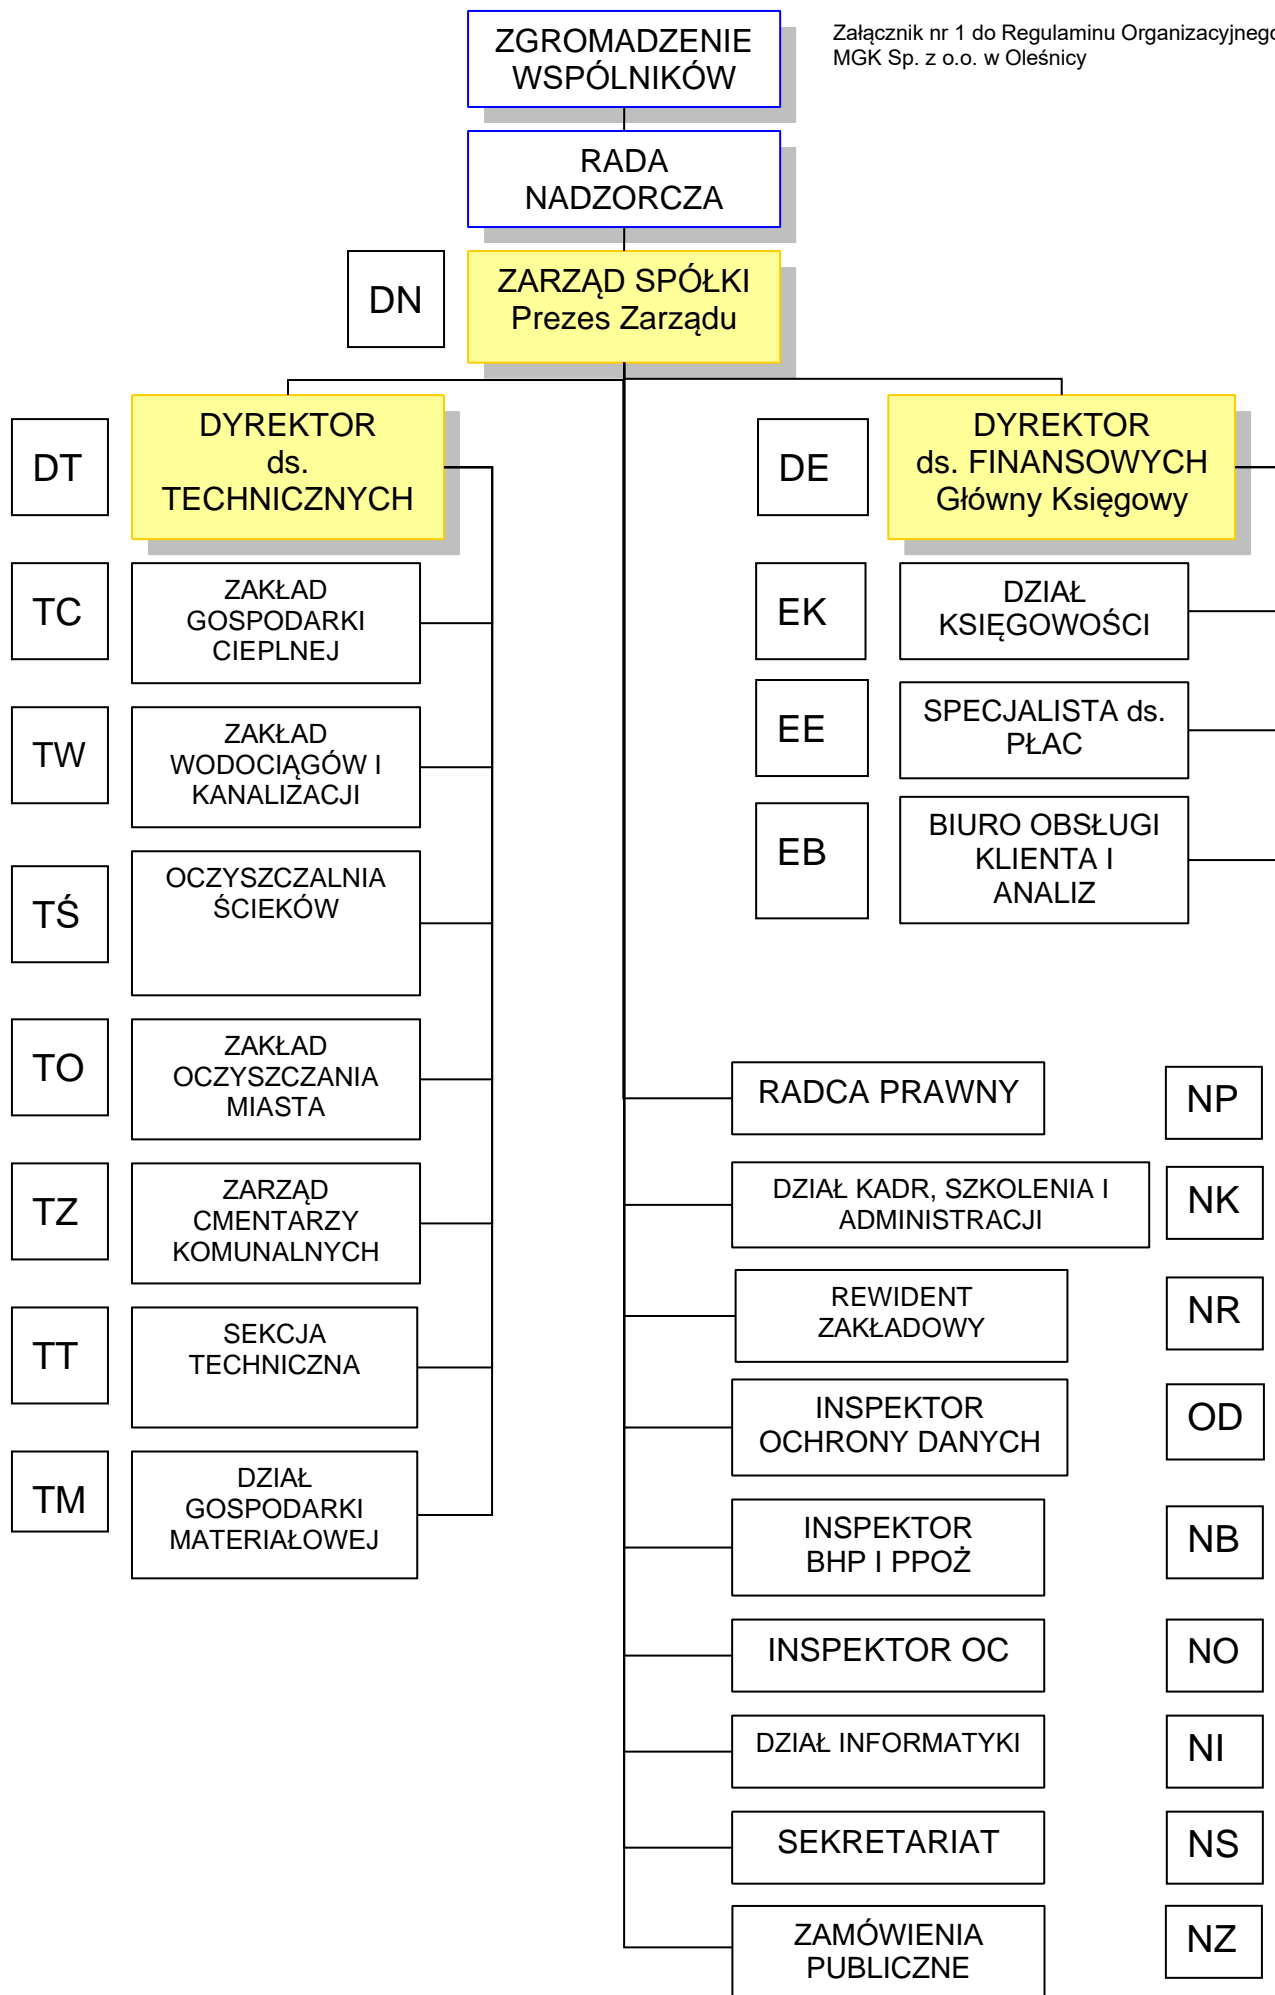 ZGROMADZENIE
WSPÓLNIKÓW
Załącznik nr 1 do Regulaminu Organizacyjnego
MGK Sp. z o.o. w Oleśnicy
RADA
NADZORCZA
DN
ZARZĄD SPÓŁKI
Prezes Zarządu
DT
DYREKTOR
ds.
TECHNICZNYCH
TC
ZAKŁAD
GOSPODARKI
CIEPLNEJ
TW
ZAKŁAD
WODOCIĄGÓW I
KANALIZACJI
TŚ
OCZYSZCZALNIA
ŚCIEKÓW
TO
ZAKŁAD
OCZYSZCZANIA
MIASTA
TZ
ZARZĄD
CMENTARZY
KOMUNALNYCH
TT
SEKCJA
TECHNICZNA
TM
DZIAŁ
GOSPODARKI
MATERIAŁOWEJ
DE
DYREKTOR
ds. FINANSOWYCH
Główny Księgowy
EK
DZIAŁ
KSIĘGOWOŚCI
EE
SPECJALISTA ds.
PŁAC
EB
BIURO OBSŁUGI
KLIENTA I
ANALIZ
RADCA PRAWNY
NP
DZIAŁ KADR, SZKOLENIA I
ADMINISTRACJI
NK
REWIDENT
ZAKŁADOWY
NR
INSPEKTOR
OCHRONY DANYCH
OD
INSPEKTOR
BHP I PPOŻ
NB
INSPEKTOR OC
NO
DZIAŁ INFORMATYKI
NI
SEKRETARIAT
NS
ZAMÓWIENIA
PUBLICZNE
NZ